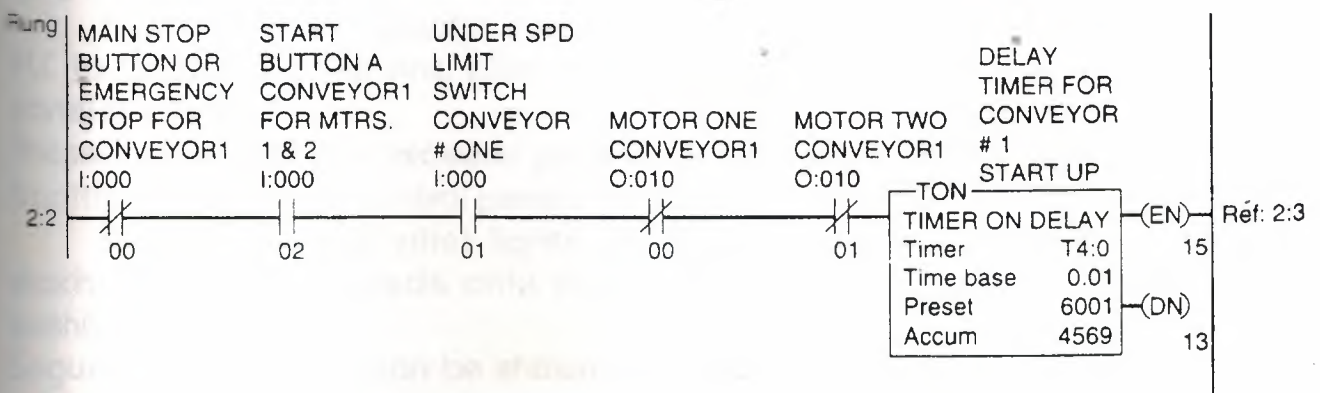 Rung
MAIN STOP
BUTTON OR
EMERGENCY
STOP FOR
CONVEYOR1
I:000
00
START
BUTTON A
CONVEYOR1
FOR MTRS.
1 & 2
I:000
02
UNDER SPD
LIMIT
SWITCH
CONVEYOR
# ONE
I:000
01
MOTOR ONE
CONVEYOR1
O:010
00
MOTOR TWO
CONVEYOR1
O:010
01
DELAY
TIMER FOR
CONVEYOR
# 1
START UP
2:2
TON
TIMER ON DELAY
Timer T4:0
Time base 0.01
Preset 6001
Accum 4569
(EN)
15
(DN)
13
Ref: 2:3